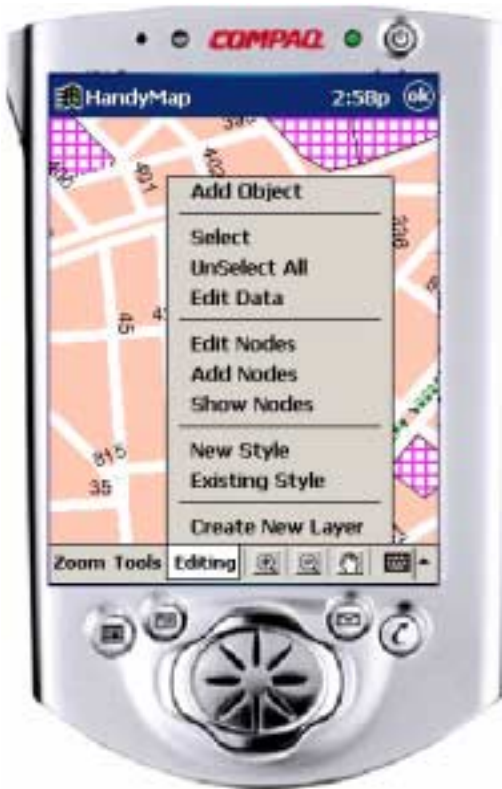 COMPAQ
HandyMap 2:58p ok
Add Object
Select
UnSelect All
Edit Data
Edit Nodes
Add Nodes
Show Nodes
New Style
Existing Style
Create New Layer
Zoom Tools Editing
401
402
45
815
35